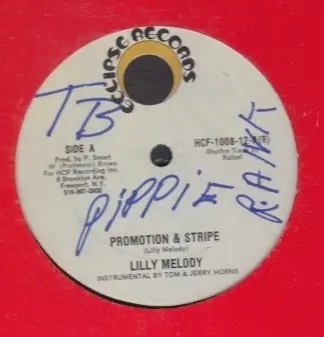 ECLIPSE RECORDS
TB
SIDE A
Prod. by P. Smart
W. (Professor) Brown
For HCF Recording Inc.
8 Brooklyn Ave.
Freeport, N.Y.
HCF-1008-12-A(R)
Rafael
PIPPIE
RANK
PROMOTION & STRIPE
(Lilly Melody)
LILLY MELODY
INSTRUMENTAL BY TOM & JERRY HORNS